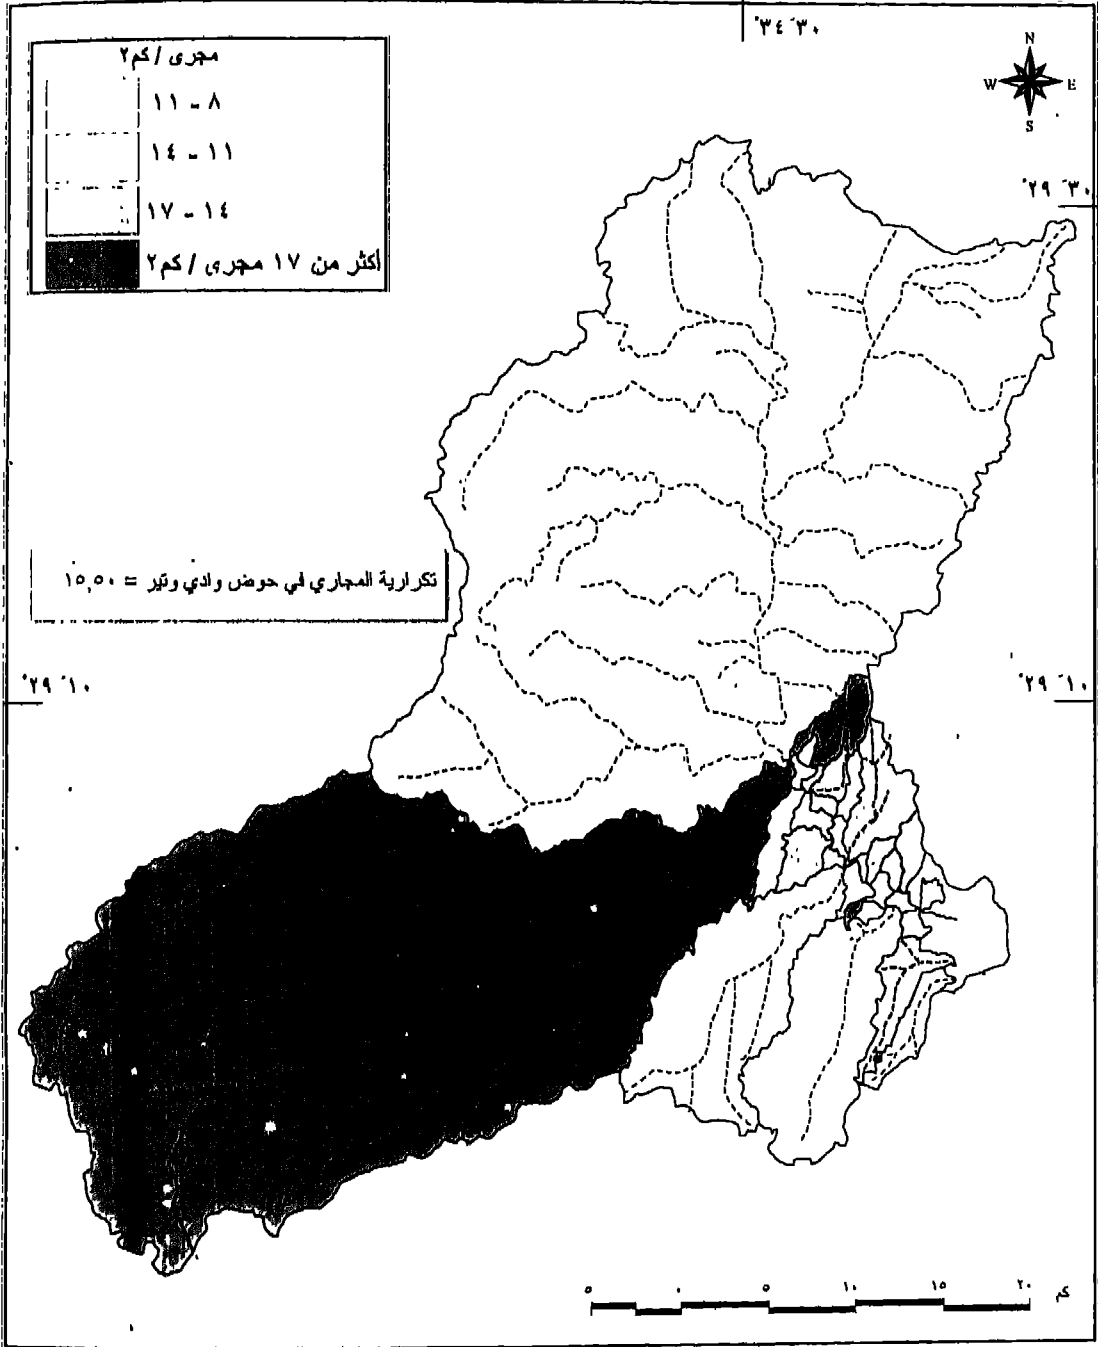 °٣٤ ´٣٠
N
W E
S
مجرى / كم٢
٨ - ١١
١١ - ١٤
١٤ - ١٧
أكثر من ١٧ مجرى / كم٢
°٢٩ ´٣٠
تكرارية المجاري في حوض وادي وتير = ١٥,٥٠
°٢٩ ´١٠
°٢٩ ´١٠
٥ ٠ ٥ ١٠ ١٥ ٢٠ كم